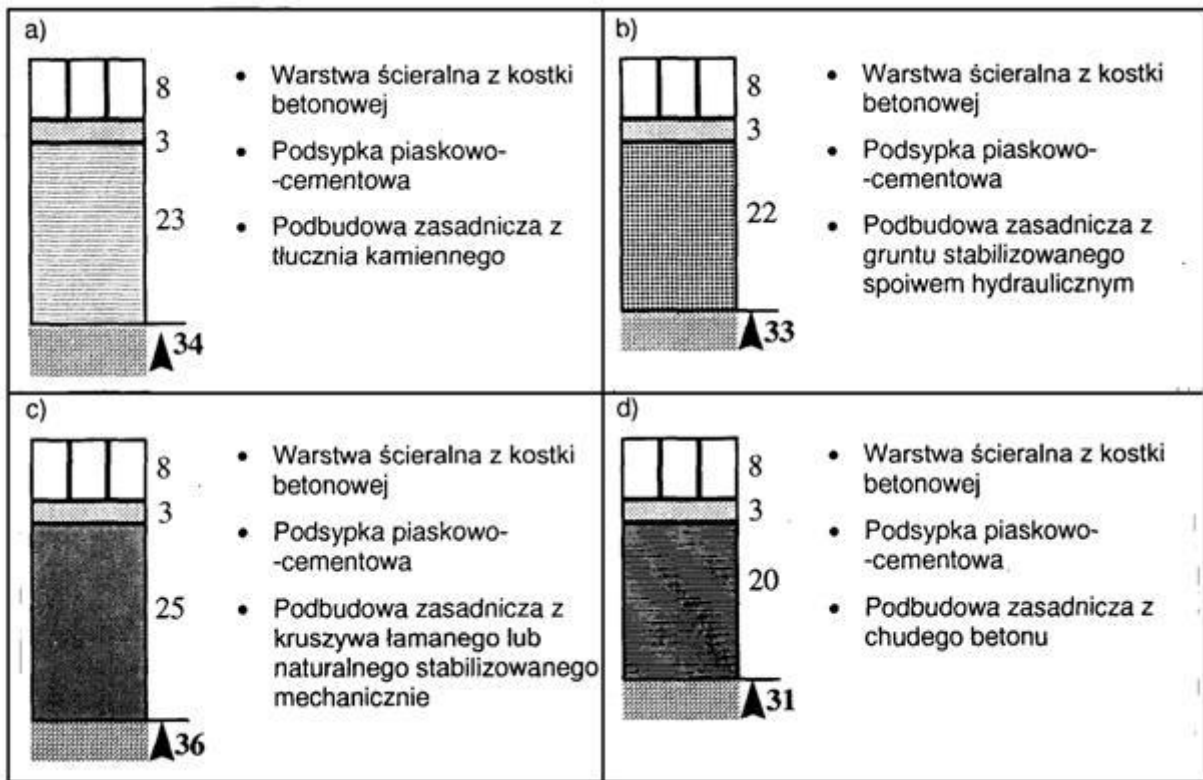 a)
8
3
23
34
• Warstwa ścieralna z kostki
betonowej
• Podsypka piaskowo-
-cementowa
• Podbudowa zasadnicza z
tłucznia kamiennego
b)
8
3
22
33
• Warstwa ścieralna z kostki
betonowej
• Podsypka piaskowo-
-cementowa
• Podbudowa zasadnicza z
gruntu stabilizowanego
spoiwem hydraulicznym
c)
8
3
25
36
• Warstwa ścieralna z kostki
betonowej
• Podsypka piaskowo-
-cementowa
• Podbudowa zasadnicza z
kruszywa łamanego lub
naturalnego stabilizowanego
mechanicznie
d)
8
3
20
31
• Warstwa ścieralna z kostki
betonowej
• Podsypka piaskowo-
-cementowa
• Podbudowa zasadnicza z
chudego betonu